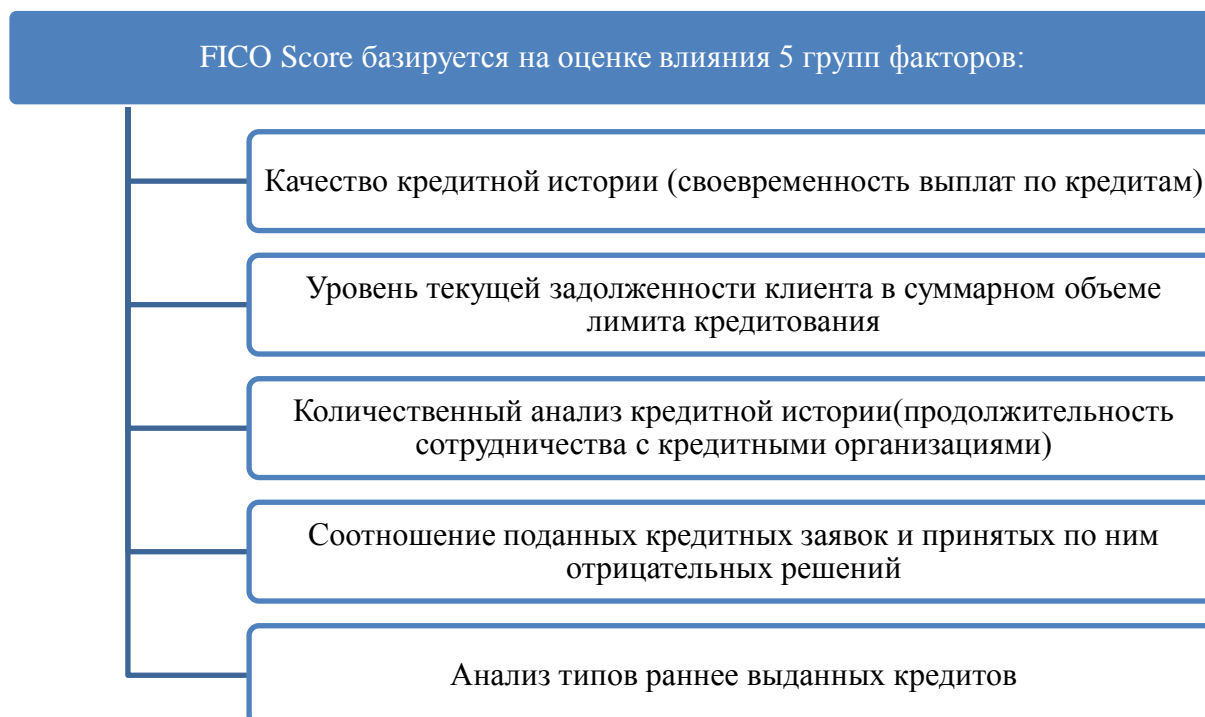 FICO Score базируется на оценке влияния 5 групп факторов:
Качество кредитной истории (своевременность выплат по кредитам)
Уровень текущей задолженности клиента в суммарном объеме
лимита кредитования
Количественный анализ кредитной истории(продолжительность
сотрудничества с кредитными организациями)
Соотношение поданных кредитных заявок и принятых по ним
отрицательных решений
Анализ типов раннее выданных кредитов